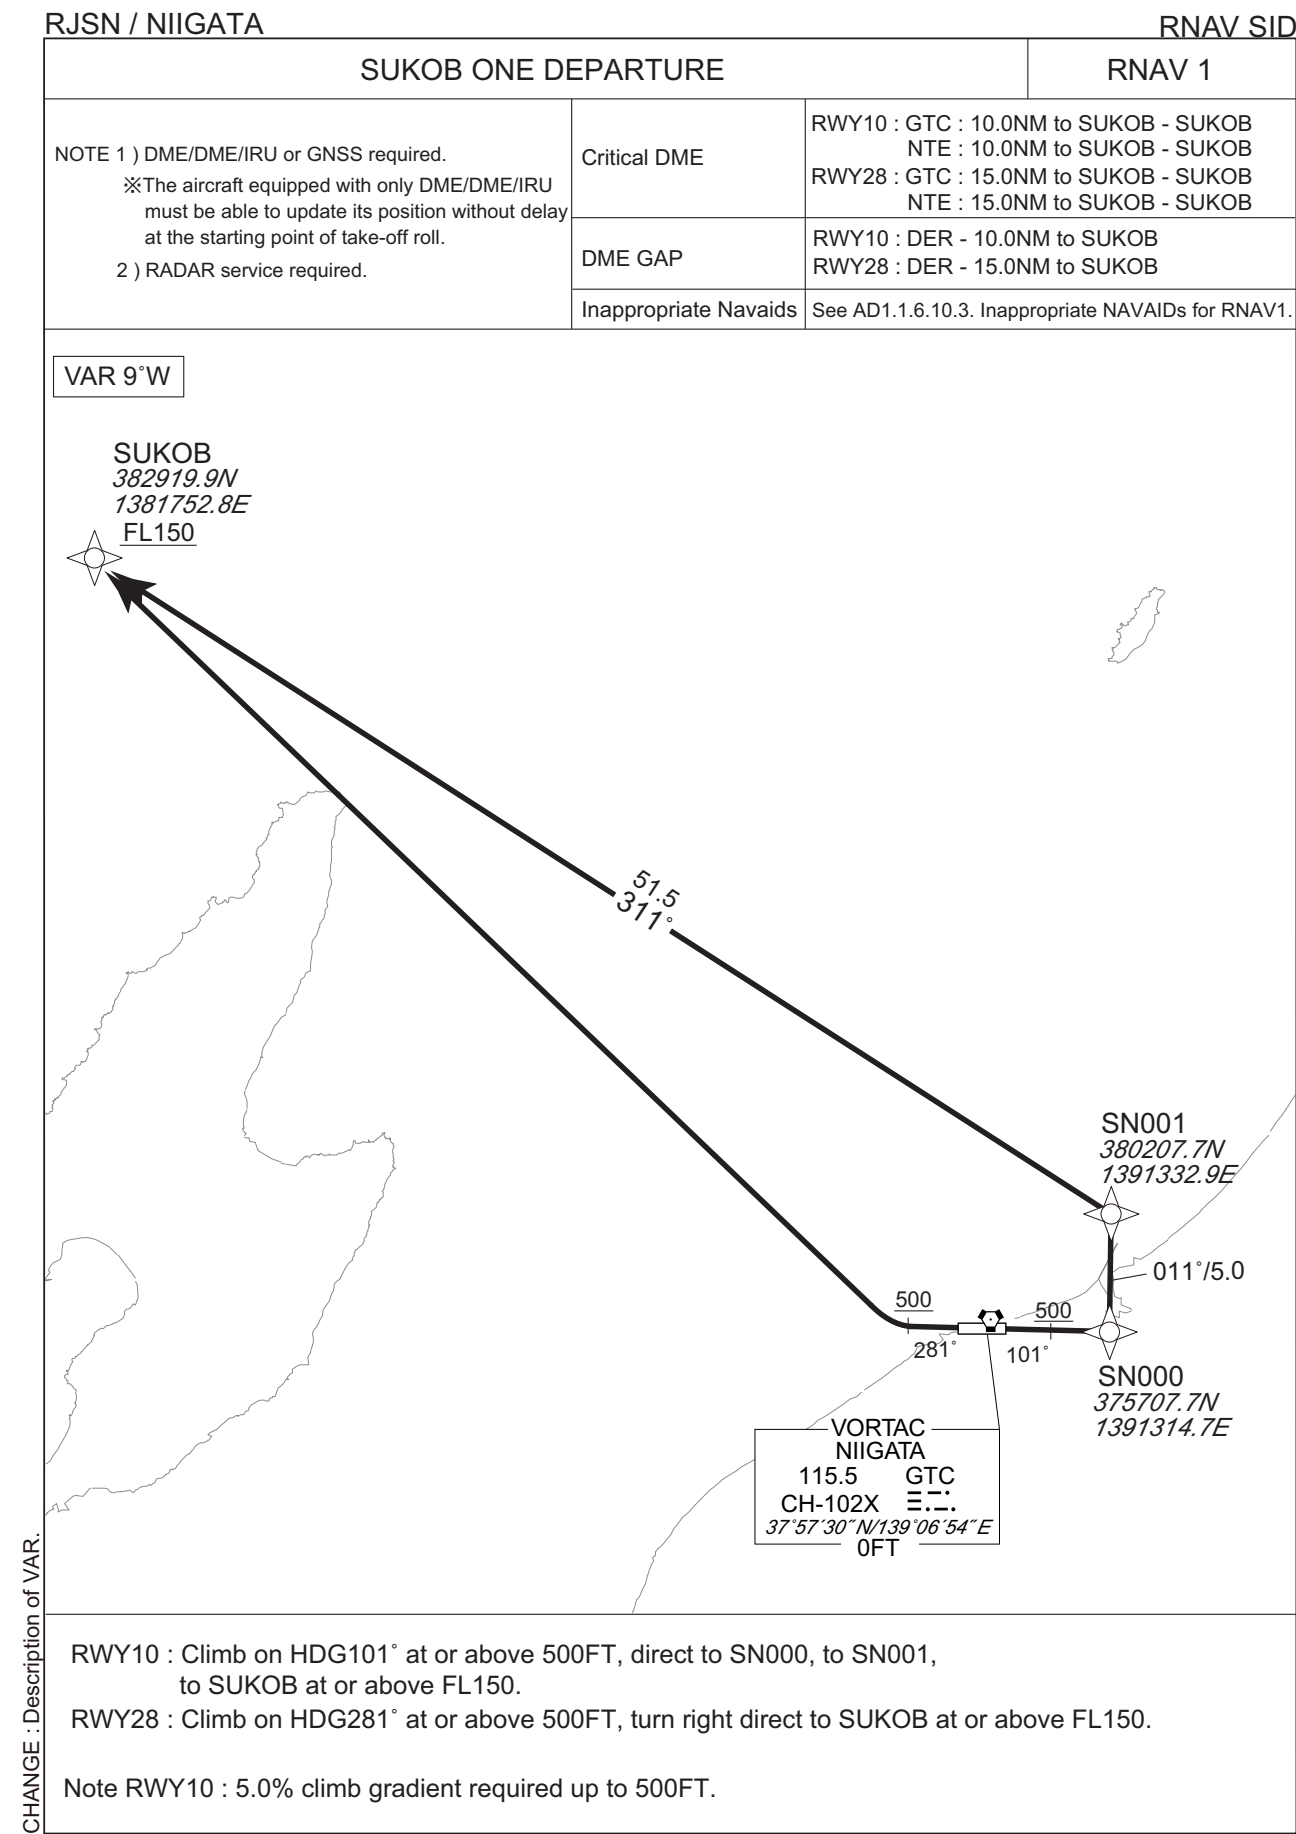 RJSN / NIIGATA
RNAV SID
SUKOB ONE DEPARTURE
RNAV 1
NOTE 1 ) DME/DME/IRU or GNSS required.
※The aircraft equipped with only DME/DME/IRU
must be able to update its position without delay
at the starting point of take-off roll.
2 ) RADAR service required.
Critical DME
RWY10 : GTC : 10.0NM to SUKOB - SUKOB
NTE : 10.0NM to SUKOB - SUKOB
RWY28 : GTC : 15.0NM to SUKOB - SUKOB
NTE : 15.0NM to SUKOB - SUKOB
DME GAP
RWY10 : DER - 10.0NM to SUKOB
RWY28 : DER - 15.0NM to SUKOB
Inappropriate Navaids
See AD1.1.6.10.3. Inappropriate NAVAIDs for RNAV1.
VAR 9˚W
SUKOB
382919.9N
1381752.8E
FL150
51.5
311˚
SN001
380207.7N
1391332.9E
011˚/5.0
500
281˚
500
101˚
SN000
375707.7N
1391314.7E
VORTAC
NIIGATA
115.5 GTC
CH-102X
37˚57´30˝N/139˚06´54˝E
0FT
RWY10 : Climb on HDG101˚ at or above 500FT, direct to SN000, to SN001,
to SUKOB at or above FL150.
RWY28 : Climb on HDG281˚ at or above 500FT, turn right direct to SUKOB at or above FL150.
Note RWY10 : 5.0% climb gradient required up to 500FT.
CHANGE : Description of VAR.